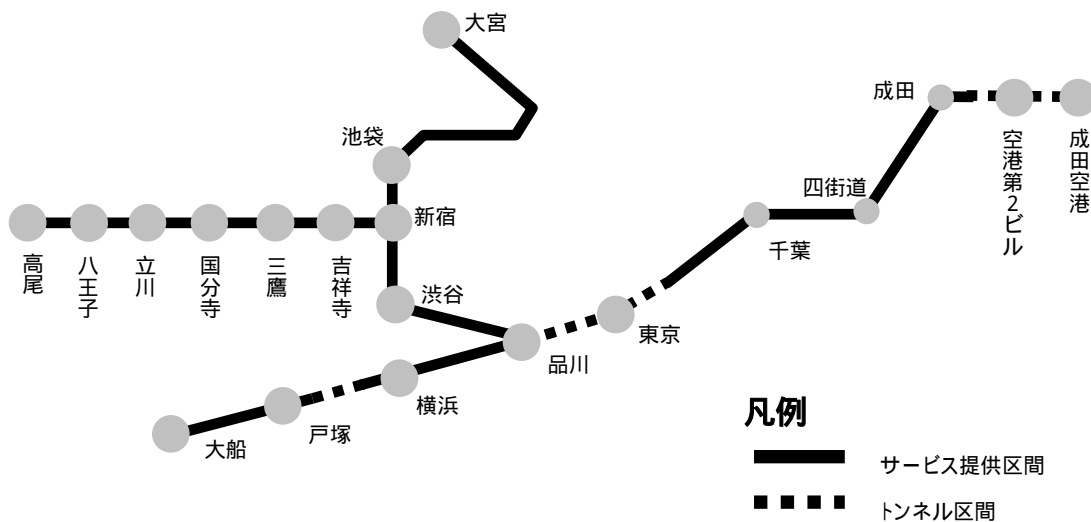 大宮
成田
池袋
空港第2ビル
成田空港
四街道
新宿
千葉
高尾
八王子
立川
国分寺
三鷹
吉祥寺
渋谷
東京
品川
横浜
戸塚
大船
凡例
サービス提供区間
トンネル区間